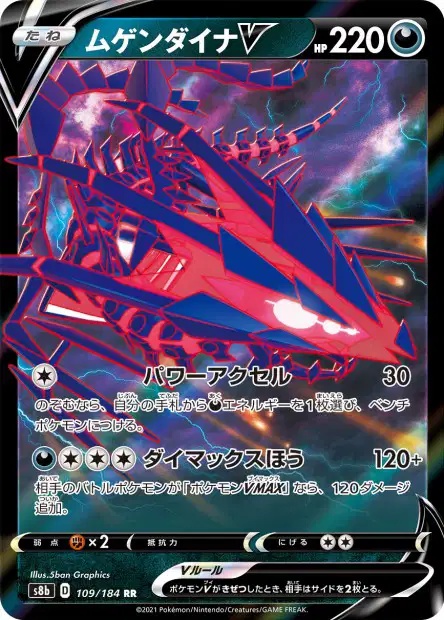 たね ムゲンダイナV HP 220
パワーアクセル 30
のぞむなら、自分の手札からエネルギーを1枚選び、ベンチ
ポケモンにつける。
ダイマックスほう 120+
相手のバトルポケモンが「ポケモンVMAX」なら、120ダメージ
追加。
弱点 ×2 抵抗力 にげる
Illus.5ban Graphics
Vルール
s8b D 109/184 RR
ポケモンVがきぜつしたとき、相手はサイドを2枚とる。
©2021 Pokémon/Nintendo/Creatures/GAME FREAK.